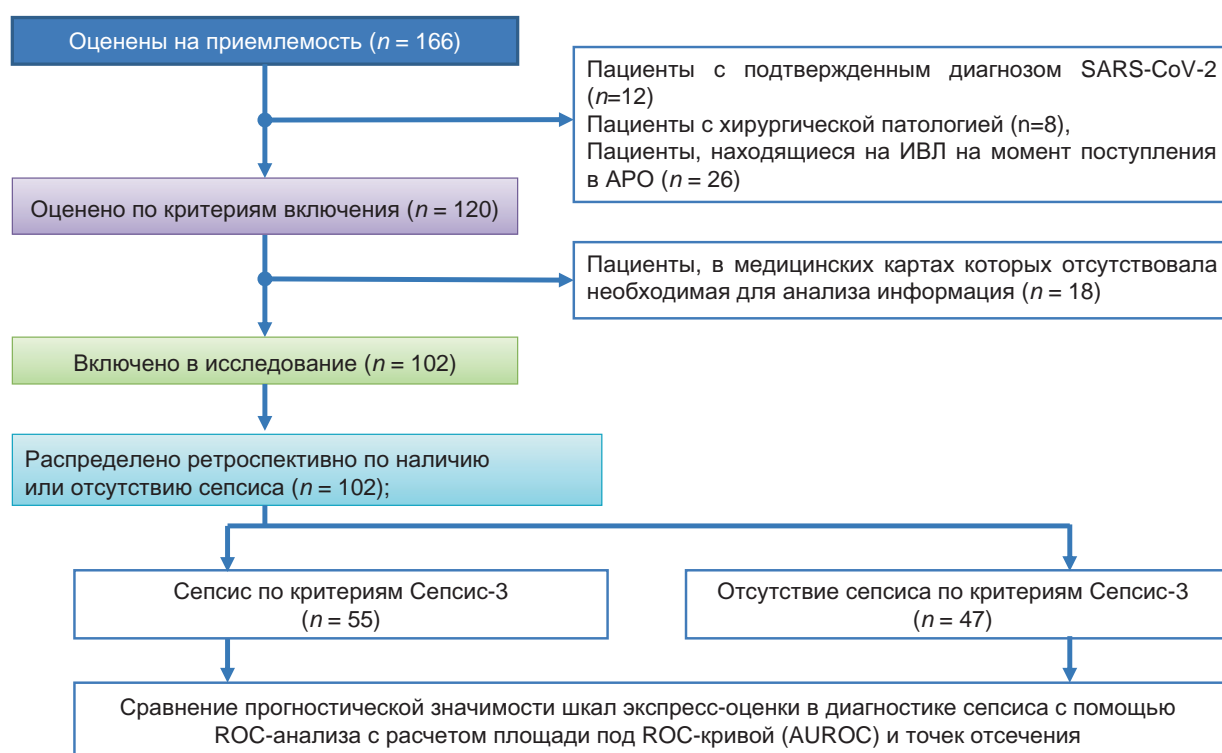 Оценены на приемлемость (n = 166)
Пациенты с подтвержденным диагнозом SARS-CoV-2
(n=12)
Пациенты с хирургической патологией (n=8),
Пациенты, находящиеся на ИВЛ на момент поступления
в АРО (n = 26)
Оценено по критериям включения (n = 120)
Пациенты, в медицинских картах которых отсутствовала
необходимая для анализа информация (n = 18)
Включено в исследование (n = 102)
Распределено ретроспективно по наличию
или отсутствию сепсиса (n = 102);
Сепсис по критериям Сепсис-3
(n = 55)
Отсутствие сепсиса по критериям Сепсис-3
(n = 47)
Сравнение прогностической значимости шкал экспресс-оценки в диагностике сепсиса с помощью
ROC-анализа с расчетом площади под ROC-кривой (AUROC) и точек отсечения